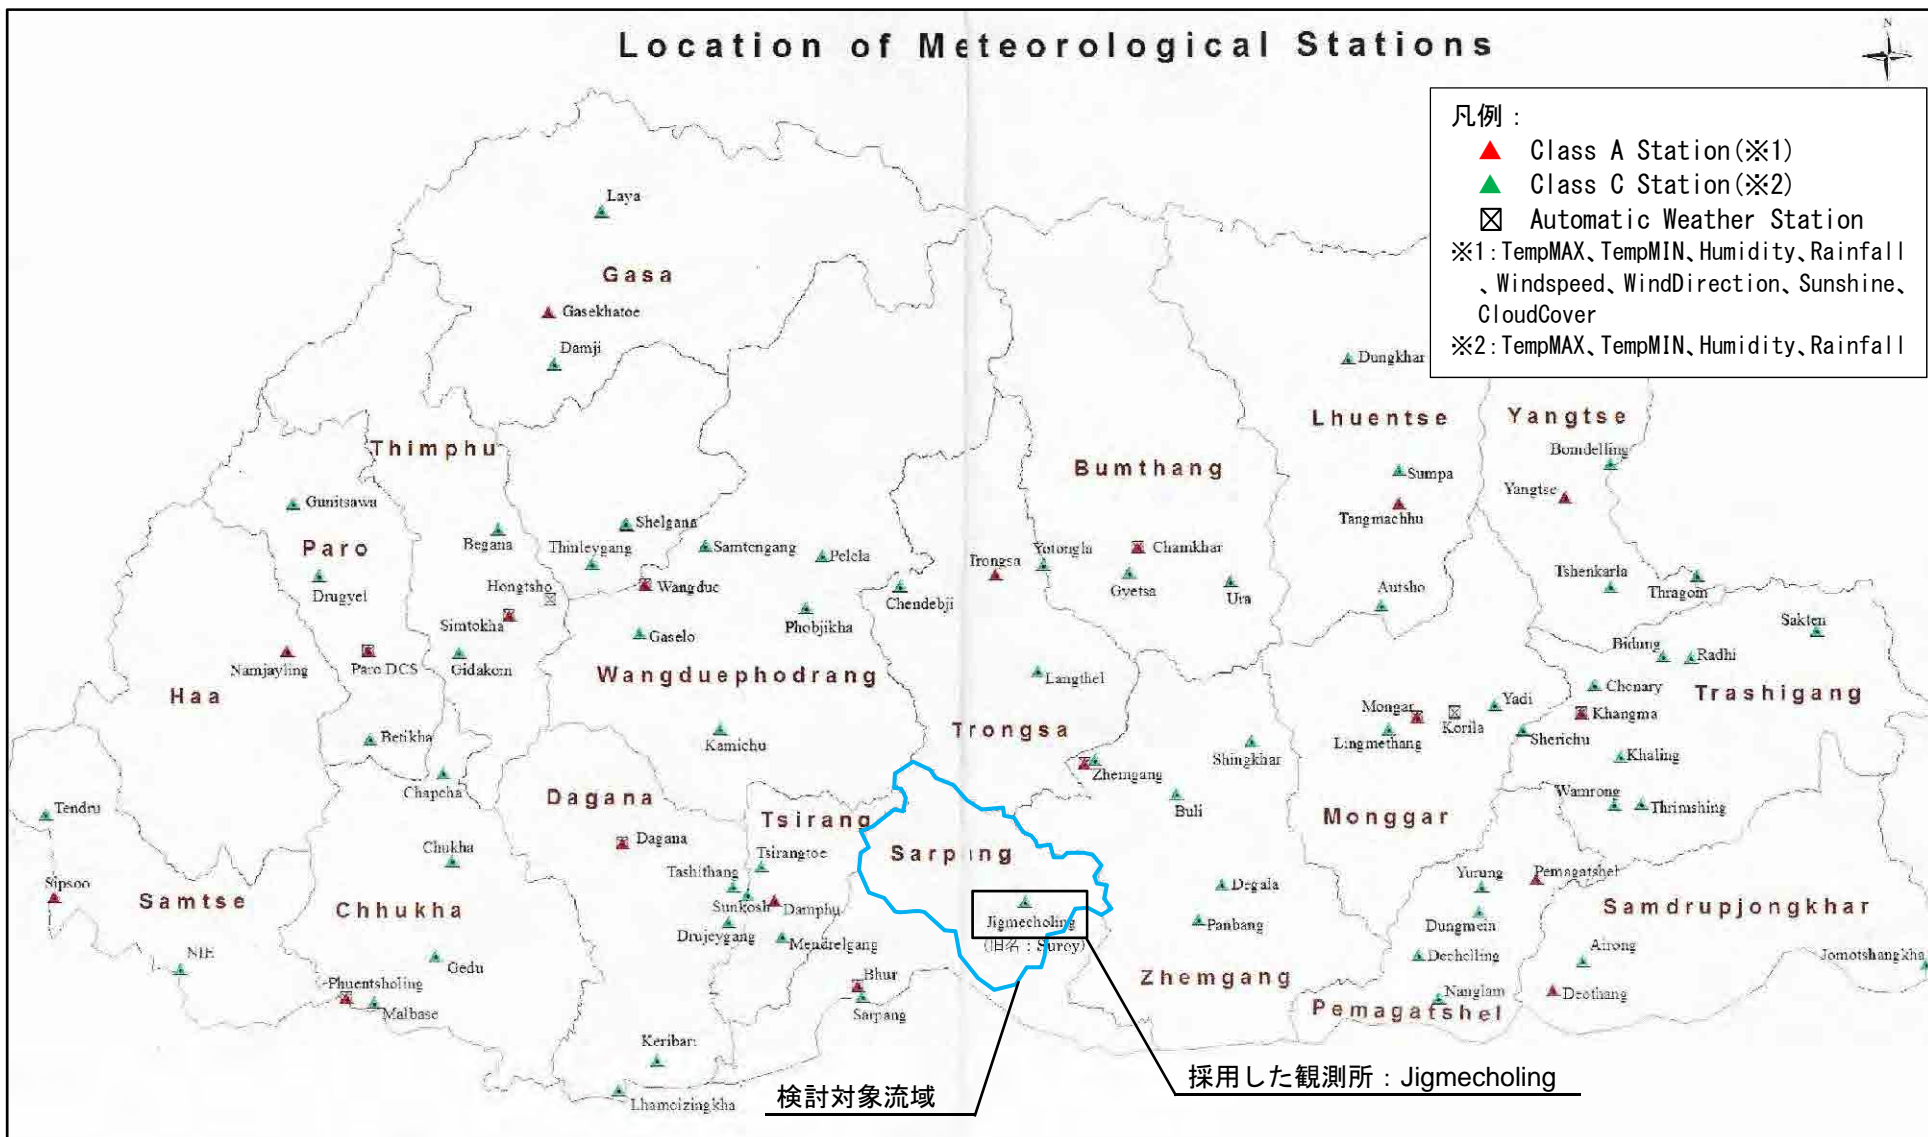 Location of Meteorological Stations
N
凡例：
Class A Station(※1)
Class C Station(※2)
Automatic Weather Station
※1:TempMAX、TempMIN、Humidity、Rainfall
、Windspeed、WindDirection、Sunshine、
CloudCover
※2:TempMAX、TempMIN、Humidity、Rainfall
Laya
Gasa
Gasekhatoe
Damji
Dungkhar
Lhuentse
Yangtse
Thimphu
Bumthang
Bomdelling
Sumpa
Yangtse
Gunitsawa
Tangmachhu
Shelgana
Begana
Thinleygang
Samtengang
Pelela
Paro
Yotongla
Chamkhar
Trongsa
Drugyel
Hongtsho
Wangdue
Chendebji
Gyetsa
Ura
Autsho
Tshenkarla
Thragom
Simtokha
Gaselo
Phobjikha
Sakten
Namjayling
Paro DCS
Gidakom
Bidung
Radhi
Haa
Wangduephodrang
Langthel
Chenary
Trashigang
Mongar
Korila
Yadi
Khangma
Betikha
Kamichu
Trongsa
Lingmethang
Sherichu
Shingkhar
Khaling
Zhemgang
Chapcha
Dagana
Tsirang
Buli
Monggar
Wamrong
Thrimshing
Tendru
Dagana
Sarpang
Chukha
Tsirangtoe
Tashithang
Sipsoo
Samtse
Chhukha
Sunkosh
Damphu
Degala
Yurung
Pemagatshel
Samdrupjongkhar
Drujeygang
Mendrelgang
Jigmecholing
(旧名：Surey)
Panbang
Dungmein
NIE
Gedu
Bhur
Zhemgang
Dechelling
Airong
Jomotshangkha
Phuentsholing
Malbase
Sarpang
Pemagatshel
Nanglam
Deothang
Keribari
Lhamoizingkha
検討対象流域
採用した観測所：Jigmecholing